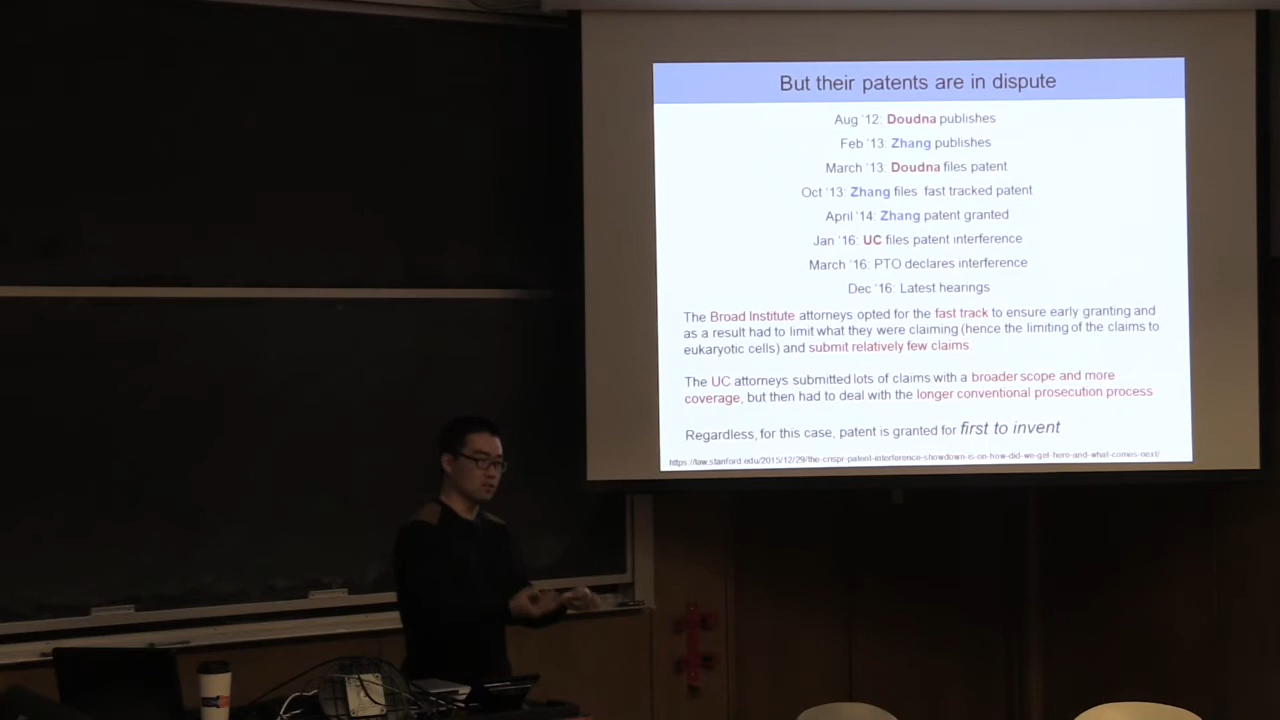 But their patents are in dispute
Aug '12: Doudna publishes
Feb '13: Zhang publishes
March '13: Doudna files patent
Oct '13: Zhang files fast tracked patent
April '14: Zhang patent granted
Jan '16: UC files patent interference
March '16: PTO declares interference
Dec '16: Latest hearings
The Broad Institute attorneys opted for the fast track to ensure early granting and
as a result had to limit what they were claiming (hence the limiting of the claims to
eukaryotic cells) and submit relatively few claims.
The UC attorneys submitted lots of claims with a broader scope and more
coverage, but then had to deal with the longer conventional prosecution process
Regardless, for this case, patent is granted for first to invent
https://law.stanford.edu/2015/12/29/the-crispr-patent-interference-showdown-is-on-how-did-we-get-here-and-what-comes-next/